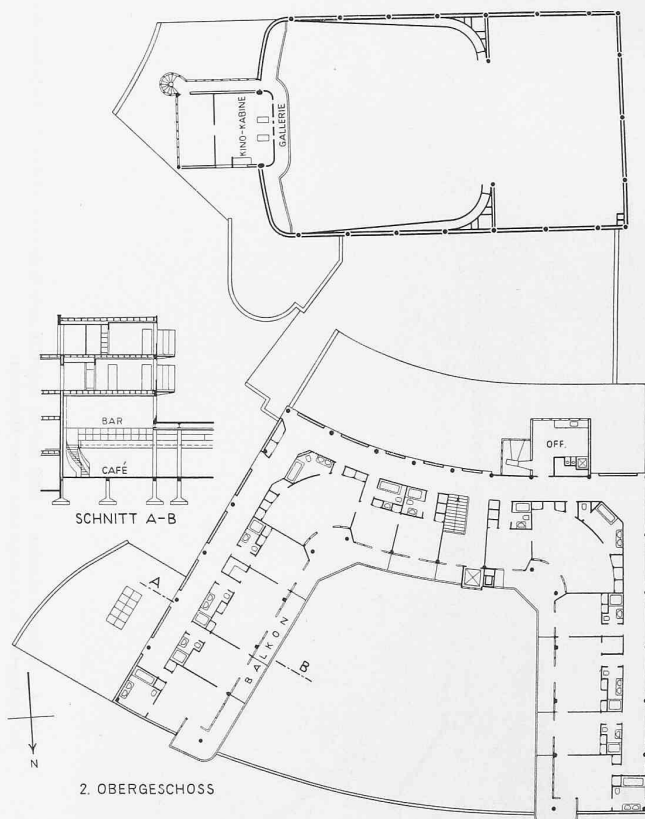 KINO-KABINE
GALLERIE
BAR
CAFÉ
SCHNITT A-B
OFF.
A
BALKON
B
N
2. OBERGESCHOSS